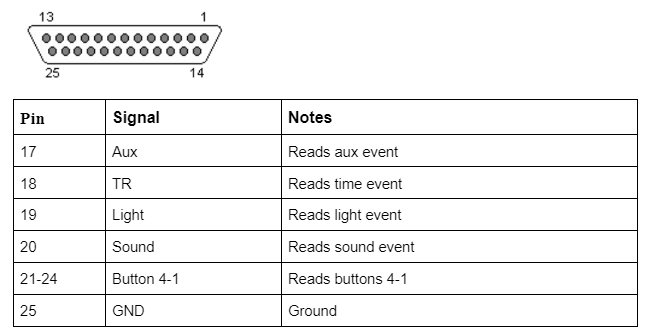 13 1
25 14
Pin Signal Notes
17 Aux Reads aux event
18 TR Reads time event
19 Light Reads light event
20 Sound Reads sound event
21-24 Button 4-1 Reads buttons 4-1
25 GND Ground